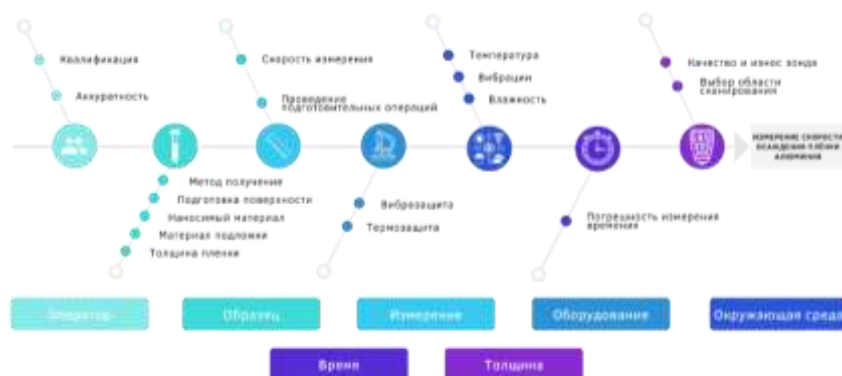 Квалификация
Аккуратность
Скорость измерения
Проведение
подготовительных операций
Температура
Вибрации
Влажность
Качество и износ зонда
Выбор области
сканирования
ИЗМЕРЕНИЕ СКОРОСТИ
ОСАЖДЕНИЯ ПЛЁНКИ
АЛЮМИНИЯ
Метод получение
Подготовка поверхности
Наносимый материал
Материал подложки
Толщина пленки
Виброзащита
Термозащита
Погрешность измерения
времени
Оператор
Образец
Измерение
Оборудование
Окружающая среда
Время
Толщина